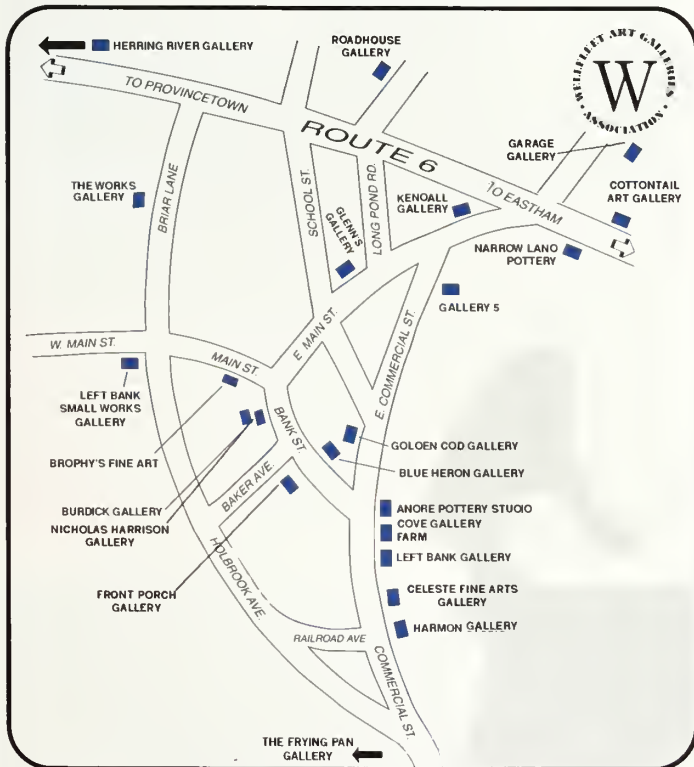 HERRING RIVER GALLERY
ROADHOUSE
GALLERY
WELLFLEET ART GALLERIES
W
ASSOCIATION
TO PROVINCETOWN
ROUTE 6
GARAGE
GALLERY
COTTONTAIL
ART GALLERY
TO EASTHAM
THE WORKS
GALLERY
BRIAR LANE
SCHOOL ST.
GLENN'S
GALLERY
LONG POND RD.
KENOALL
GALLERY
NARROW LANO
POTTERY
GALLERY 5
W. MAIN ST.
MAIN ST.
E. MAIN ST.
E. COMMERCIAL ST.
LEFT BANK
SMALL WORKS
GALLERY
BANK ST.
GOLOEN COD GALLERY
BLUE HERON GALLERY
BROPHY'S FINE ART
BAKER AVE.
BURDICK GALLERY
NICHOLAS HARRISON
GALLERY
ANORE POTTERY STUDIO
COVE GALLERY
FARM
LEFT BANK GALLERY
HOLBROOK AVE.
FRONT PORCH
GALLERY
CELESTE FINE ARTS
GALLERY
HARMON GALLERY
RAILROAD AVE
COMMERCIAL ST.
THE FRYING PAN
GALLERY